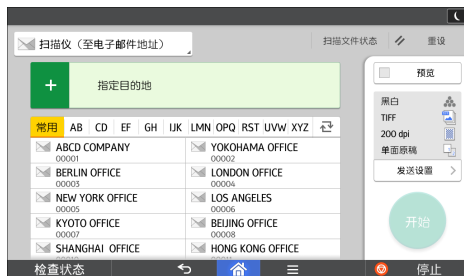 扫描仪（至电子邮件地址）
扫描文件状态
重设
+ 指定目的地
预览
常用 AB CD EF GH IJK LMN OPQ RST UVW XYZ
ABCD COMPANY
00001
YOKOHAMA OFFICE
00002
BERLIN OFFICE
00003
LONDON OFFICE
00004
NEW YORK OFFICE
00005
LOS ANGELES
00006
KYOTO OFFICE
00007
BEIJING OFFICE
00008
SHANGHAI OFFICE
HONG KONG OFFICE
黑白
TIFF
200 dpi
单面原稿
发送设置
开始
检查状态
停止